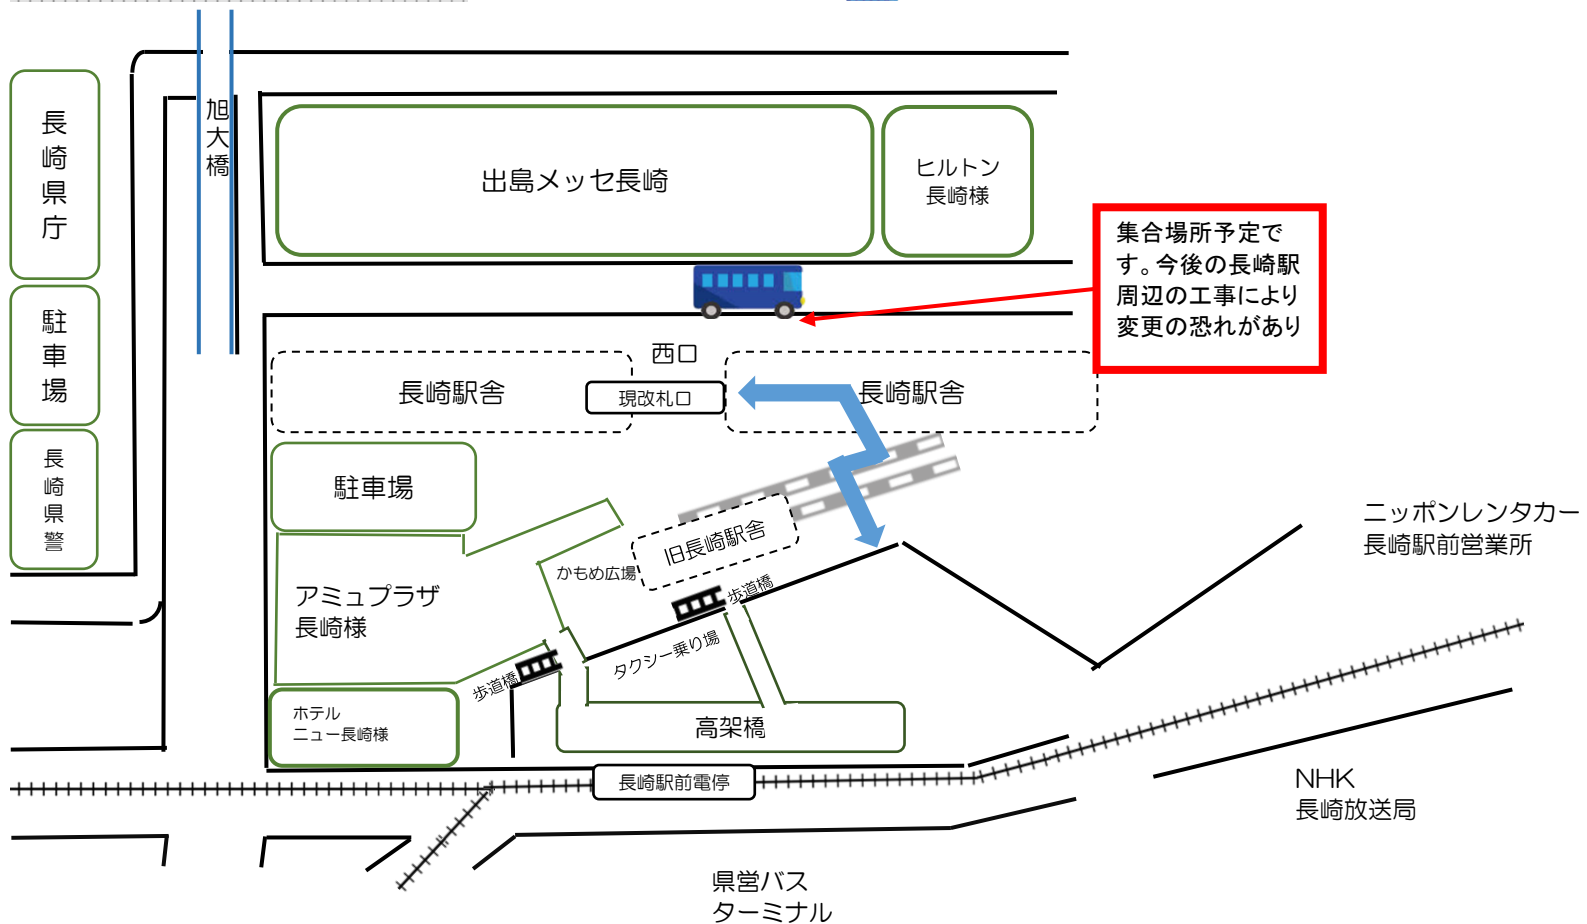 旭大橋
長崎県庁
出島メッセ長崎
ヒルトン
長崎様
集合場所予定で
す。今後の長崎駅
周辺の工事により
変更の恐れがあり
駐車場
西口
長崎駅舎
現改札口
長崎駅舎
長崎県警
駐車場
旧長崎駅舎
かもめ広場
歩道橋
アミュプラザ
長崎様
タクシー乗り場
歩道橋
ホテル
ニュー長崎様
高架橋
長崎駅前電停
ニッポンレンタカー
長崎駅前営業所
NHK
長崎放送局
県営バス
ターミナル